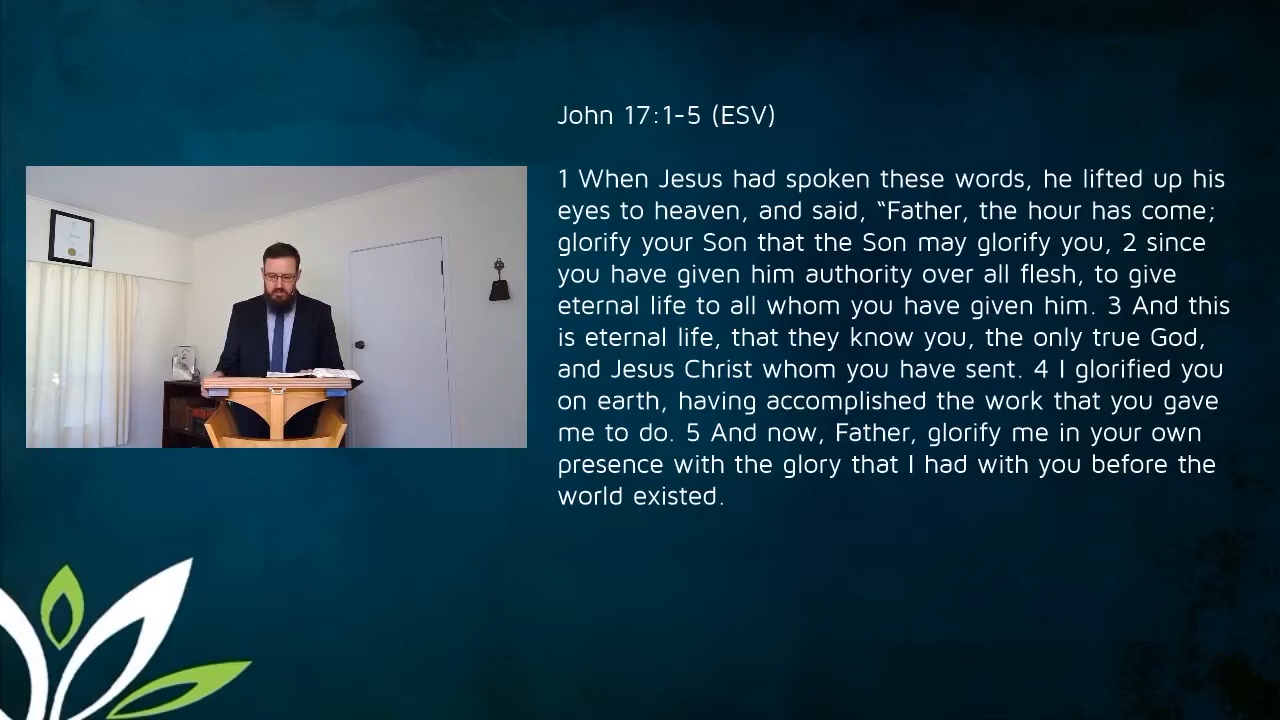 John 17:1-5 (ESV)
1 When Jesus had spoken these words, he lifted up his
eyes to heaven, and said, “Father, the hour has come;
glorify your Son that the Son may glorify you, 2 since
you have given him authority over all flesh, to give
eternal life to all whom you have given him. 3 And this
is eternal life, that they know you, the only true God,
and Jesus Christ whom you have sent. 4 I glorified you
on earth, having accomplished the work that you gave
me to do. 5 And now, Father, glorify me in your own
presence with the glory that I had with you before the
world existed.